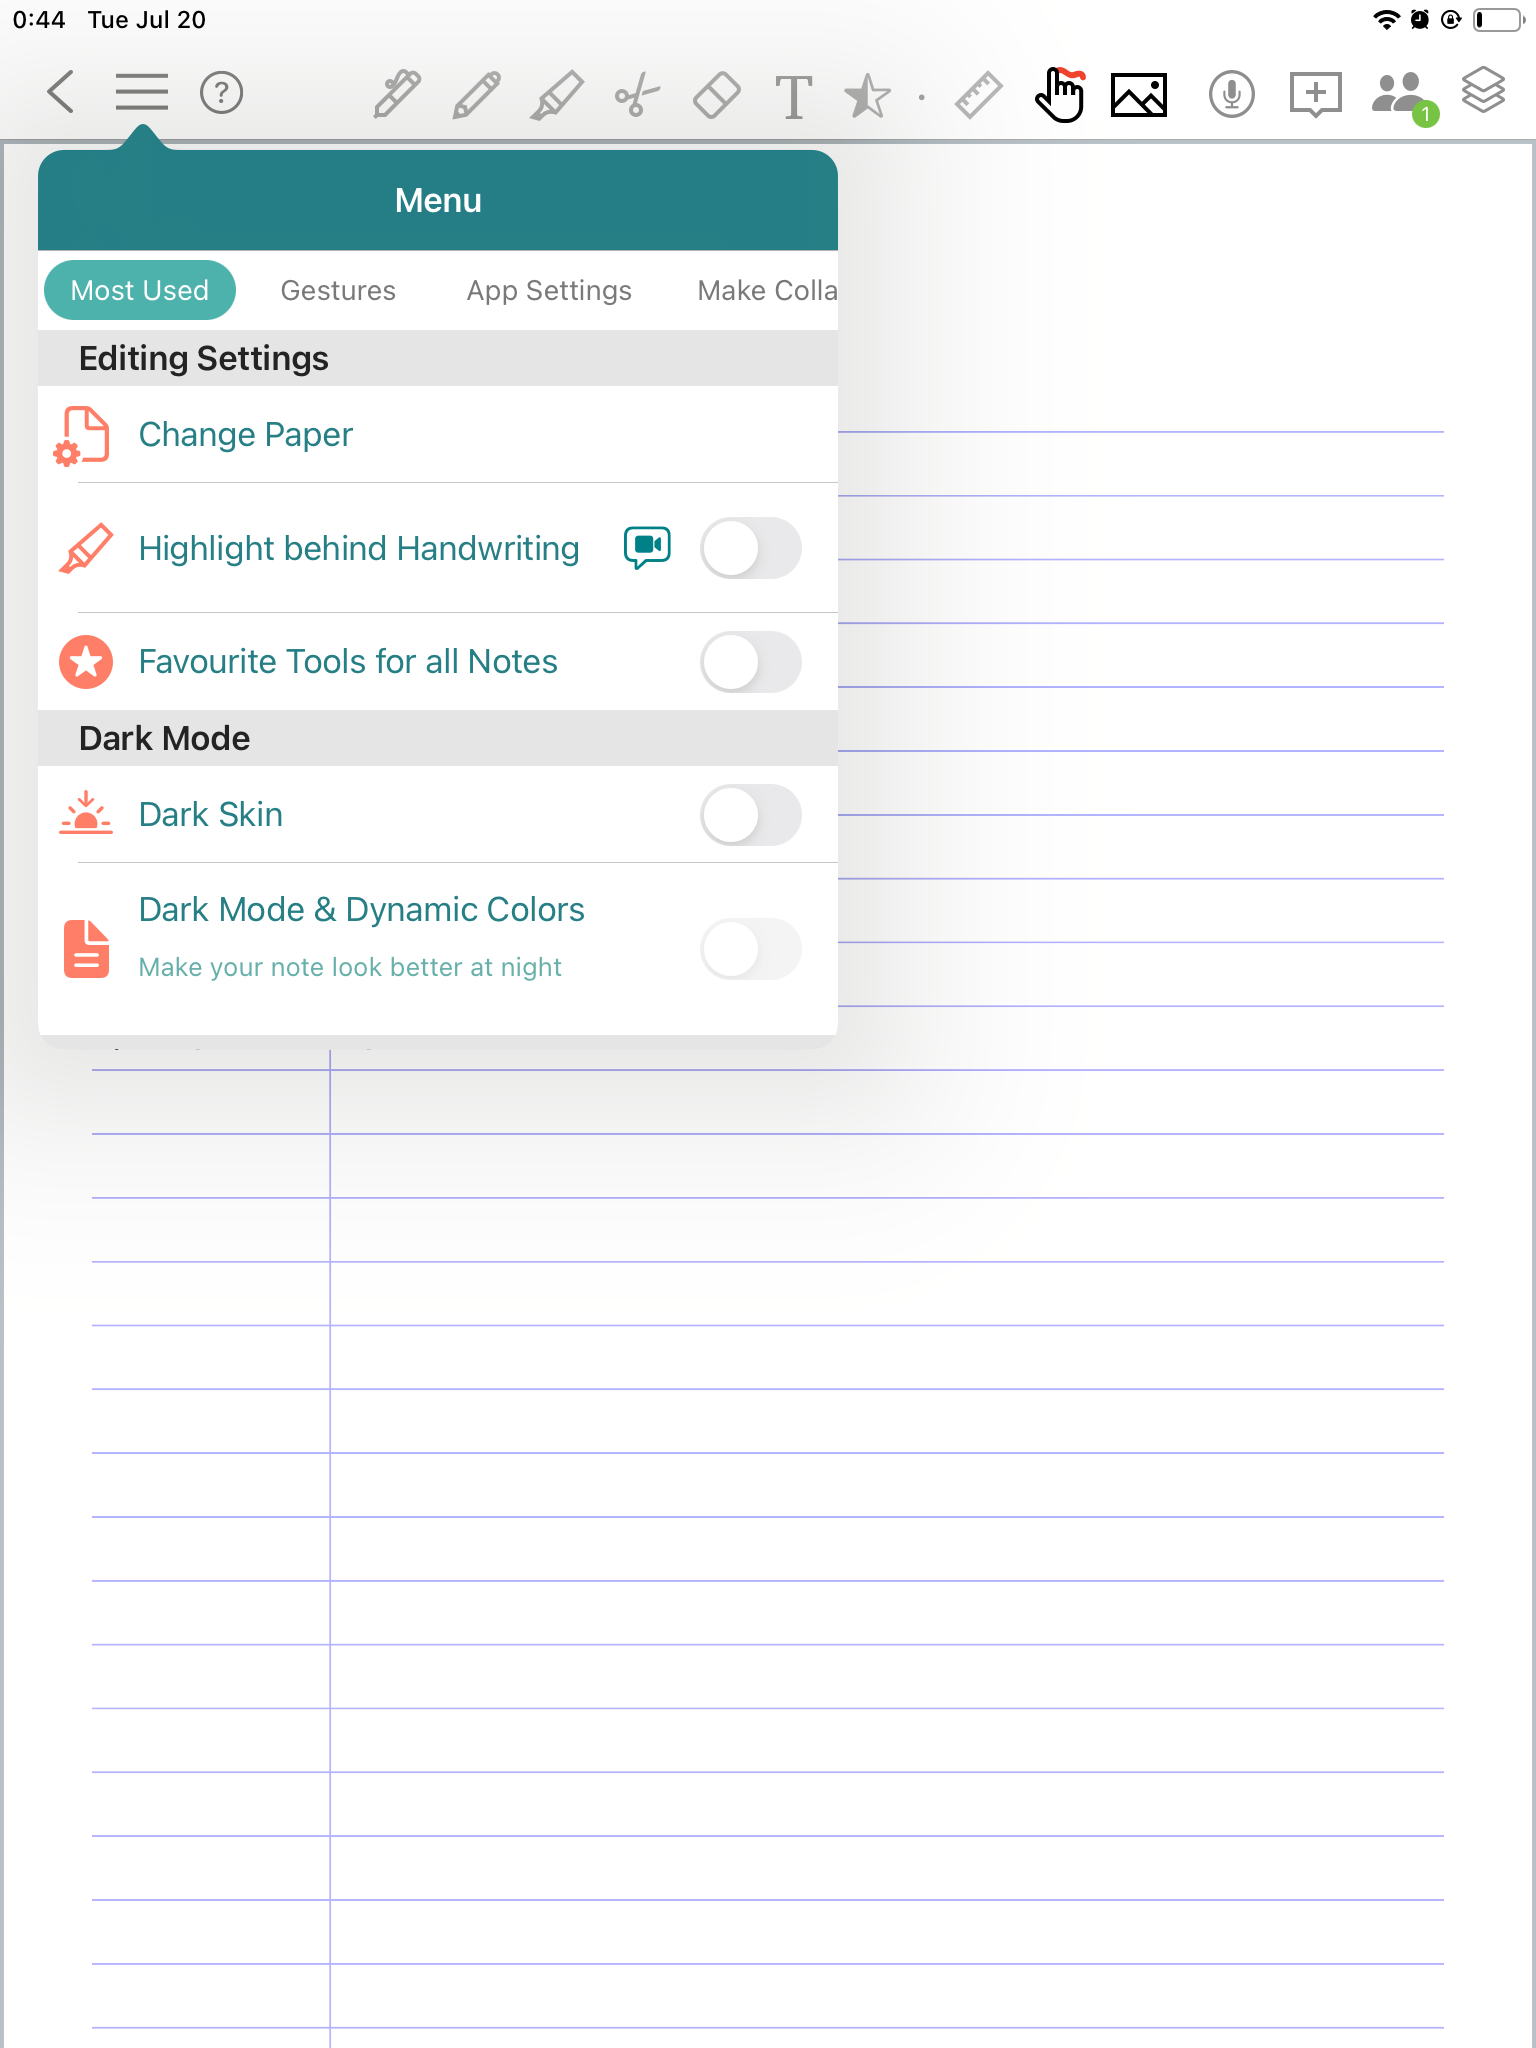 0:44 Tue Jul 20
?
T
1
Menu
Most Used Gestures App Settings Make Colla
Editing Settings
Change Paper
Highlight behind Handwriting
Favourite Tools for all Notes
Dark Mode
Dark Skin
Dark Mode & Dynamic Colors
Make your note look better at night